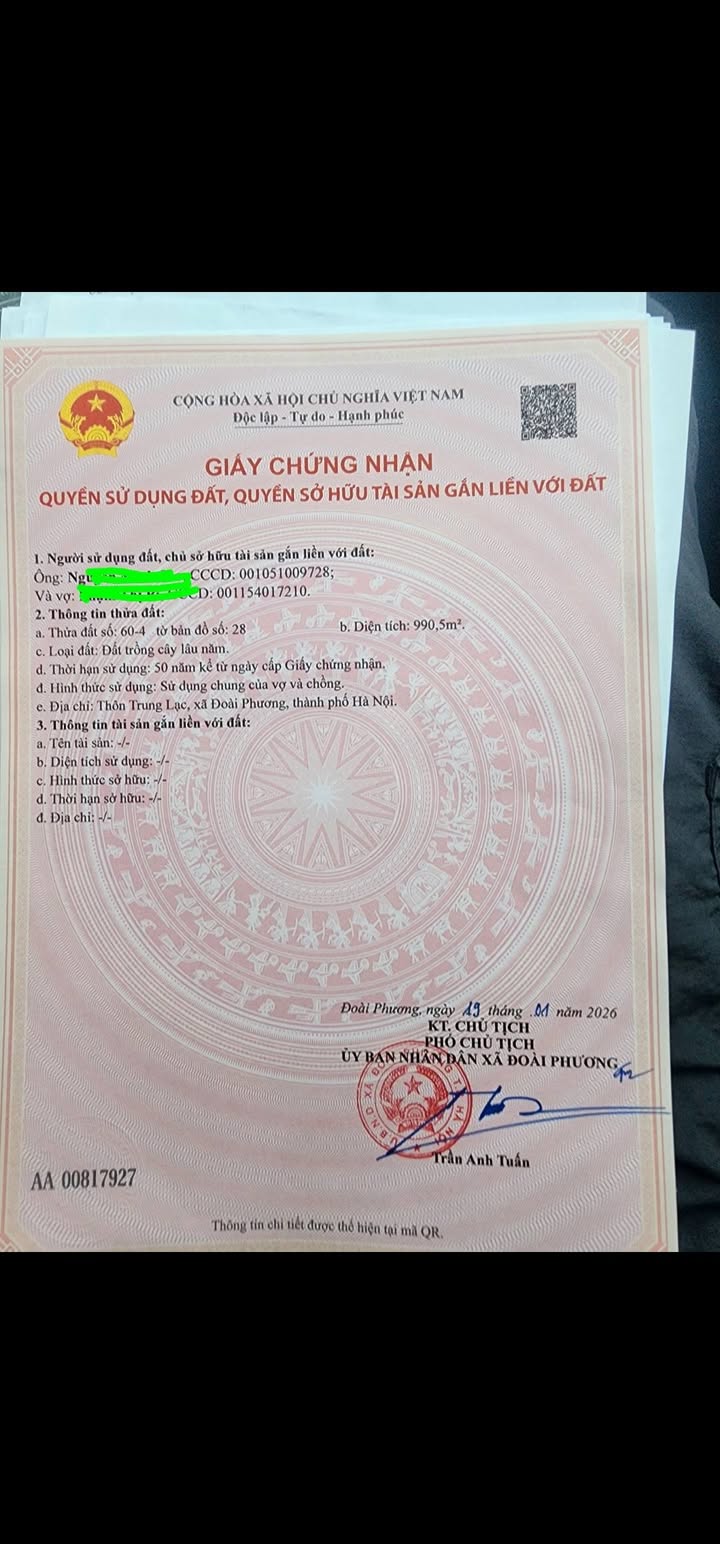 CỘNG HÒA XÃ HỘI CHỦ NGHĨA VIỆT NAM
Độc lập - Tự do - Hạnh phúc
GIẤY CHỨNG NHẬN
QUYỀN SỬ DỤNG ĐẤT, QUYỀN SỞ HỮU TÀI SẢN GẮN LIỀN VỚI ĐẤT
1. Người sử dụng đất, chủ sở hữu tài sản gắn liền với đất:
Ông: CCCD: 001051009728;
Và vợ: CCCD: 001154017210.
2. Thông tin thửa đất:
a. Thửa đất số: 60-4 tờ bản đồ số: 28 b. Diện tích: 990,5m².
c. Loại đất: Đất trồng cây lâu năm.
d. Thời hạn sử dụng: 50 năm kể từ ngày cấp Giấy chứng nhận.
đ. Hình thức sử dụng: Sử dụng chung của vợ và chồng.
e. Địa chỉ: Thôn Trung Lạc, xã Đoài Phương, thành phố Hà Nội.
3. Thông tin tài sản gắn liền với đất:
a. Tên tài sản: -/-
b. Diện tích sử dụng: -/-
c. Hình thức sở hữu: -/-
d. Thời hạn sở hữu: -/-
đ. Địa chỉ: -/-
Đoài Phương, ngày 19 tháng .01 năm 2026
KT. CHỦ TỊCH
PHÓ CHỦ TỊCH
ỦY BAN NHÂN DÂN XÃ ĐOÀI PHƯƠNG
Trần Anh Tuấn
AA 00817927
Thông tin chi tiết được thể hiện tại mã QR.